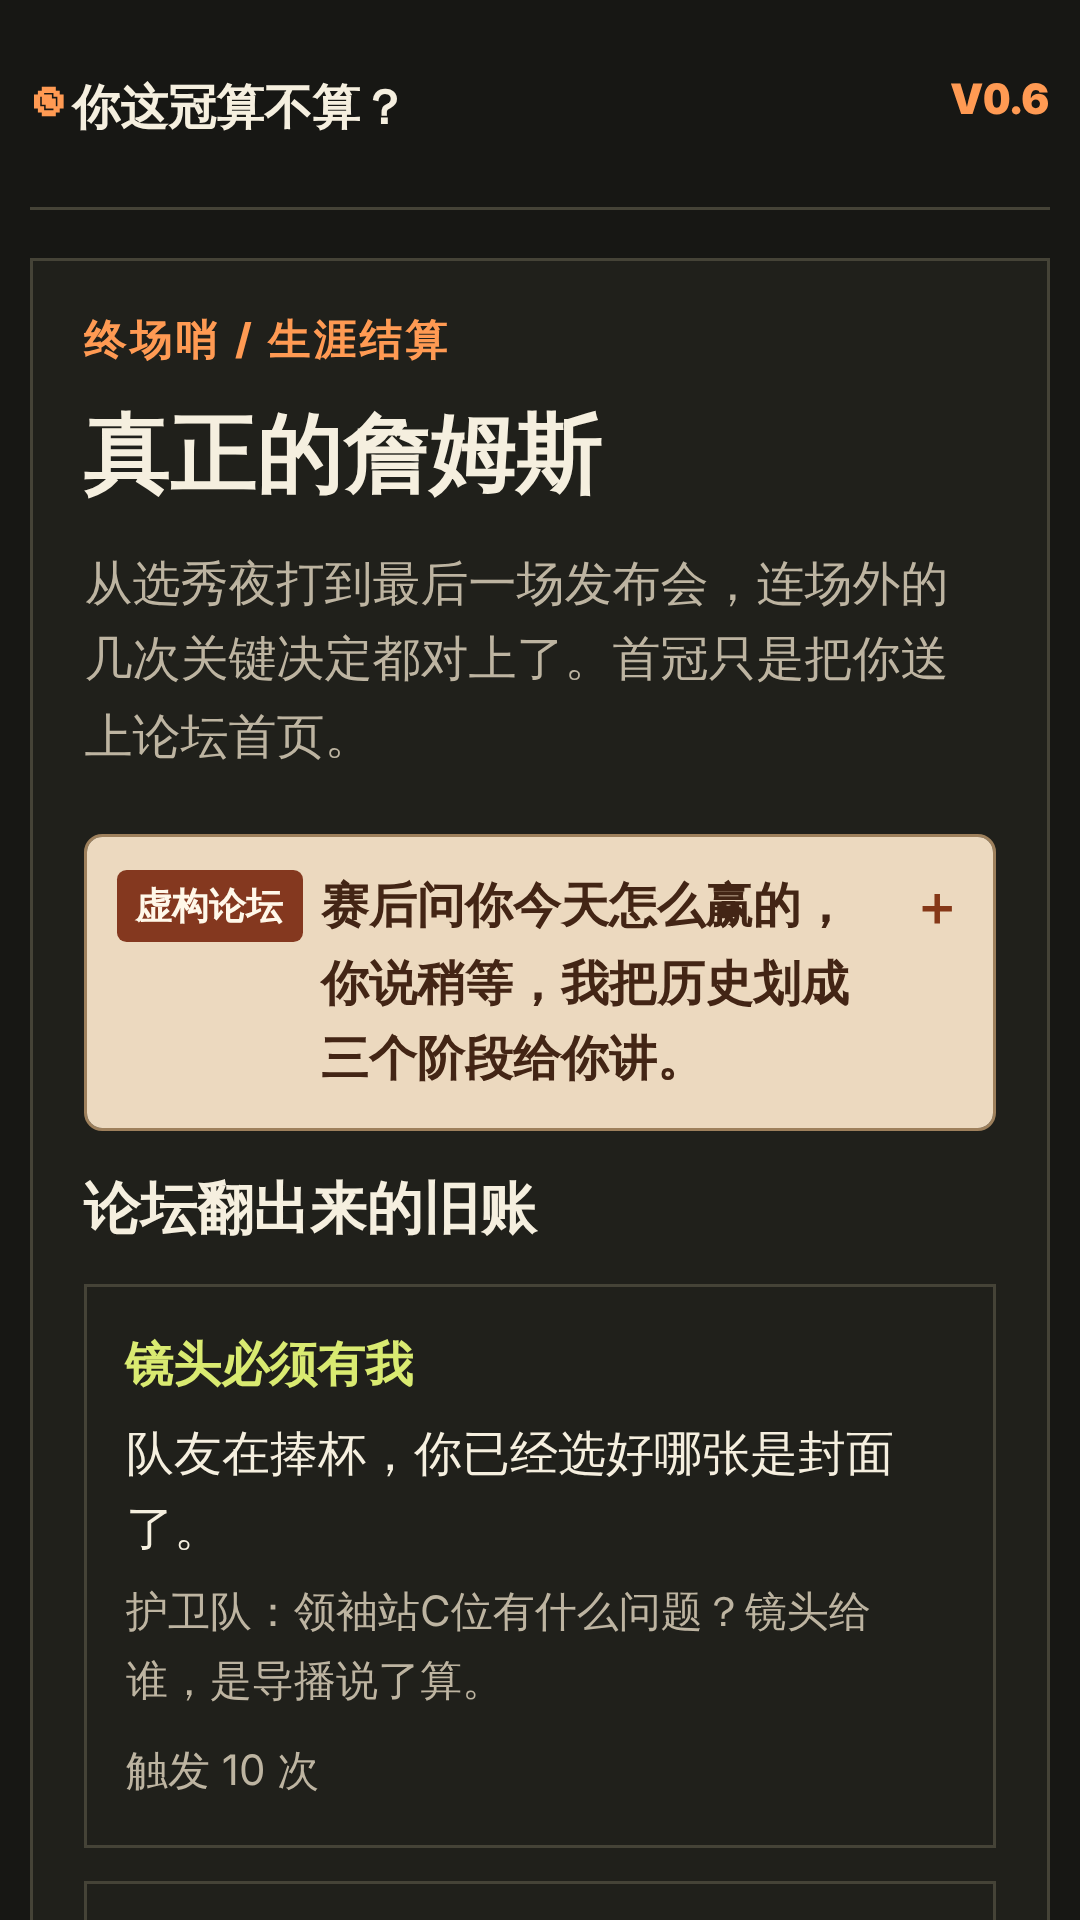 你这冠算不算？
V0.6
终场哨 / 生涯结算
真正的詹姆斯
从选秀夜打到最后一场发布会，连场外的
几次关键决定都对上了。首冠只是把你送
上论坛首页。
虚构论坛
赛后问你今天怎么赢的，
你说稍等，我把历史划成
三个阶段给你讲。
+
论坛翻出来的旧账
镜头必须有我
队友在捧杯，你已经选好哪张是封面
了。
护卫队：领袖站C位有什么问题？镜头给
谁，是导播说了算。
触发 10 次